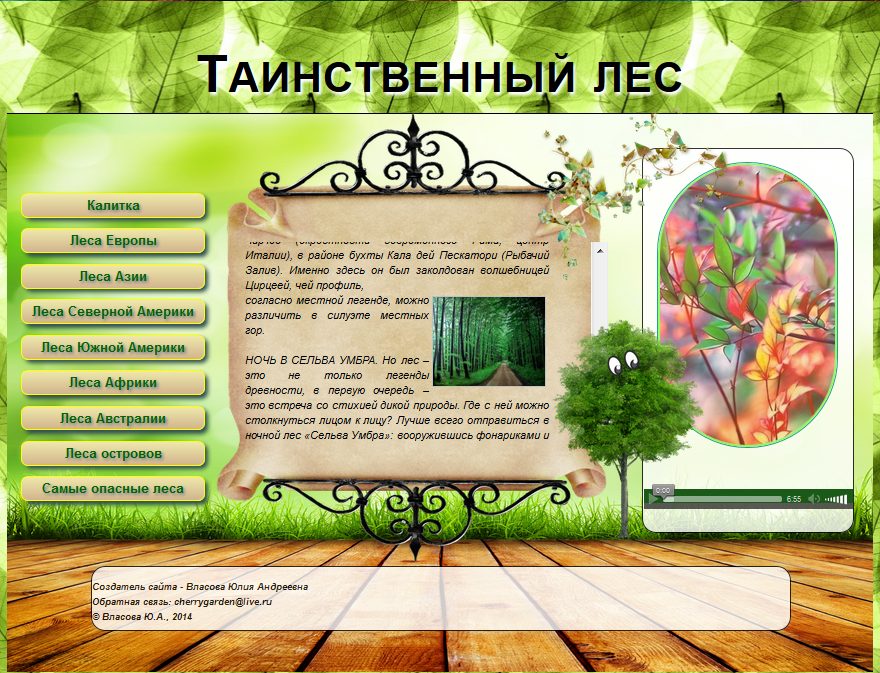 Таинственный лес
Калитка
Леса Европы
Леса Азии
Леса Северной Америки
Леса Южной Америки
Леса Африки
Леса Австралии
Леса островов
Самые опасные леса
Италии), в районе бухты Кала дей Пескатори (Рыбачий
Залив). Именно здесь он был заколдован волшебницей
Цирцеей, чей профиль,
согласно местной легенде, можно
различить в силуэте местных
гор.
НОЧЬ В СЕЛЬВА УМБРА. Но лес –
это не только легенды
древности, в первую очередь –
это встреча со стихией дикой природы. Где с ней можно
столкнуться лицом к лицу? Лучше всего отправиться в
ночной лес «Сельва Умбра»: вооружившись фонариками и
0:00
6:55
Создатель сайта - Власова Юлия Андреевна
Обратная связь: cherrygarden@live.ru
© Власова Ю.А., 2014